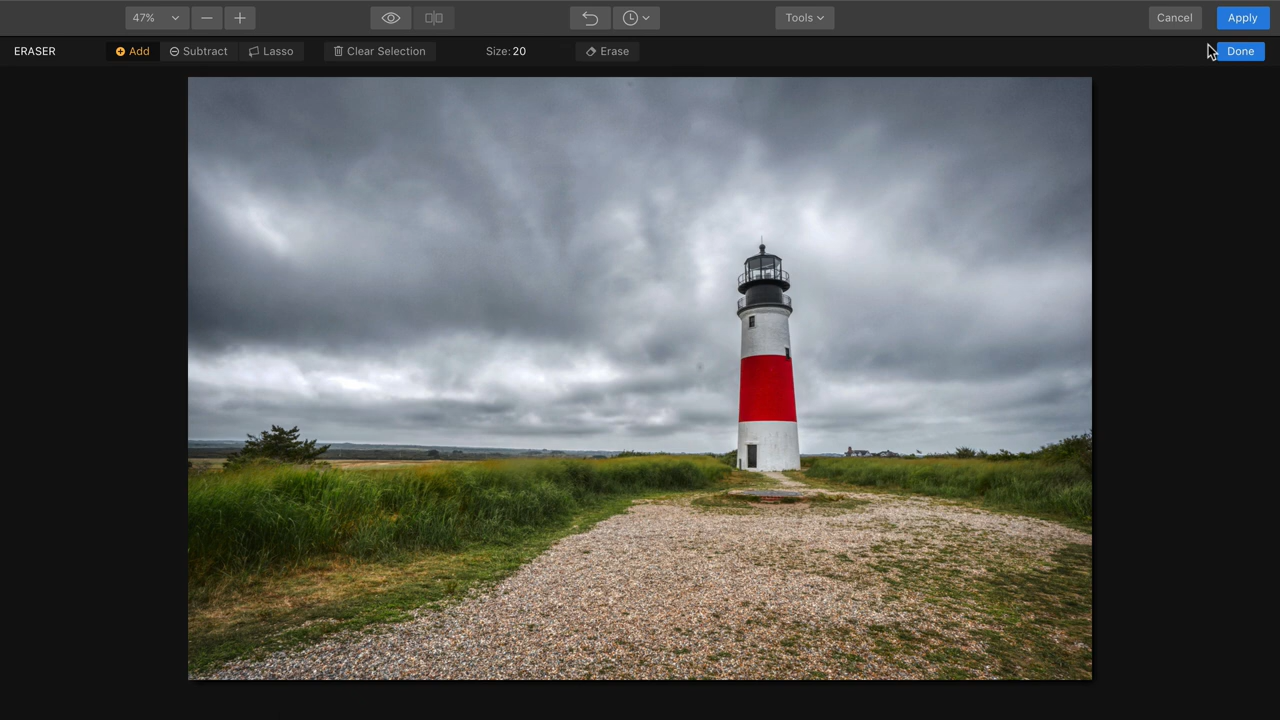 47% Tools Cancel Apply
ERASER Add Subtract Lasso Clear Selection Size: 20 Erase Done